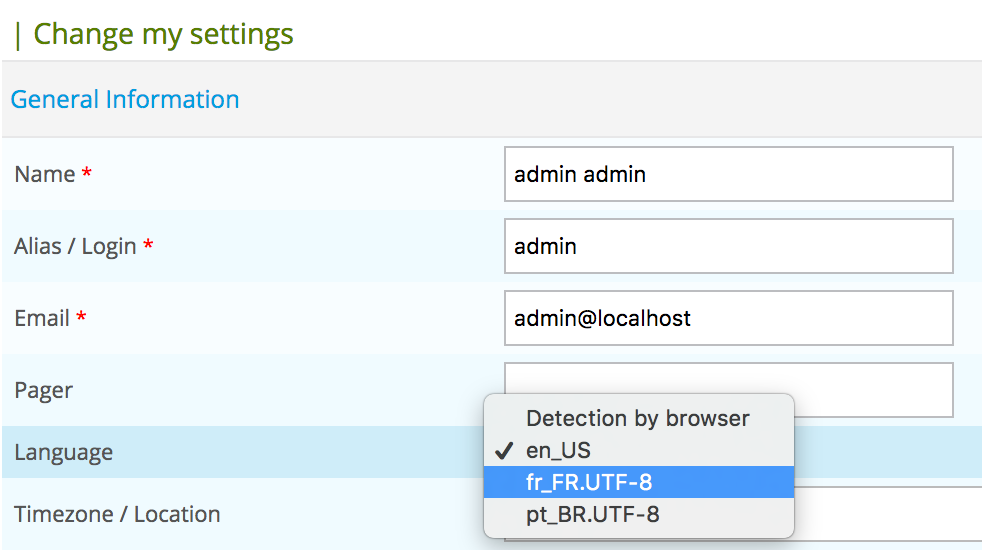 | Change my settings
General Information
Name * admin admin
Alias / Login * admin
Email * admin@localhost
Pager
Detection by browser
Language ✓ en_US
fr_FR.UTF-8
Timezone / Location pt_BR.UTF-8